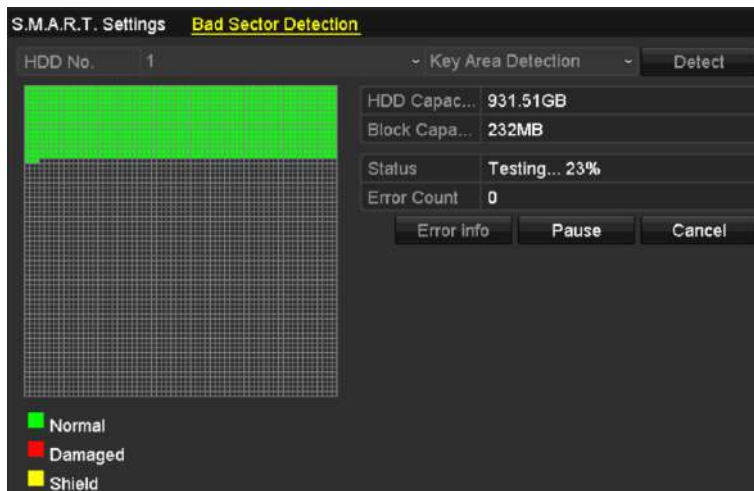 S.M.A.R.T. Settings Bad Sector Detection
HDD No. 1 Key Area Detection Detect
HDD Capac... 931.51GB
Block Capa... 232MB
Status Testing... 23%
Error Count 0
Error info Pause Cancel
Normal
Damaged
Shield